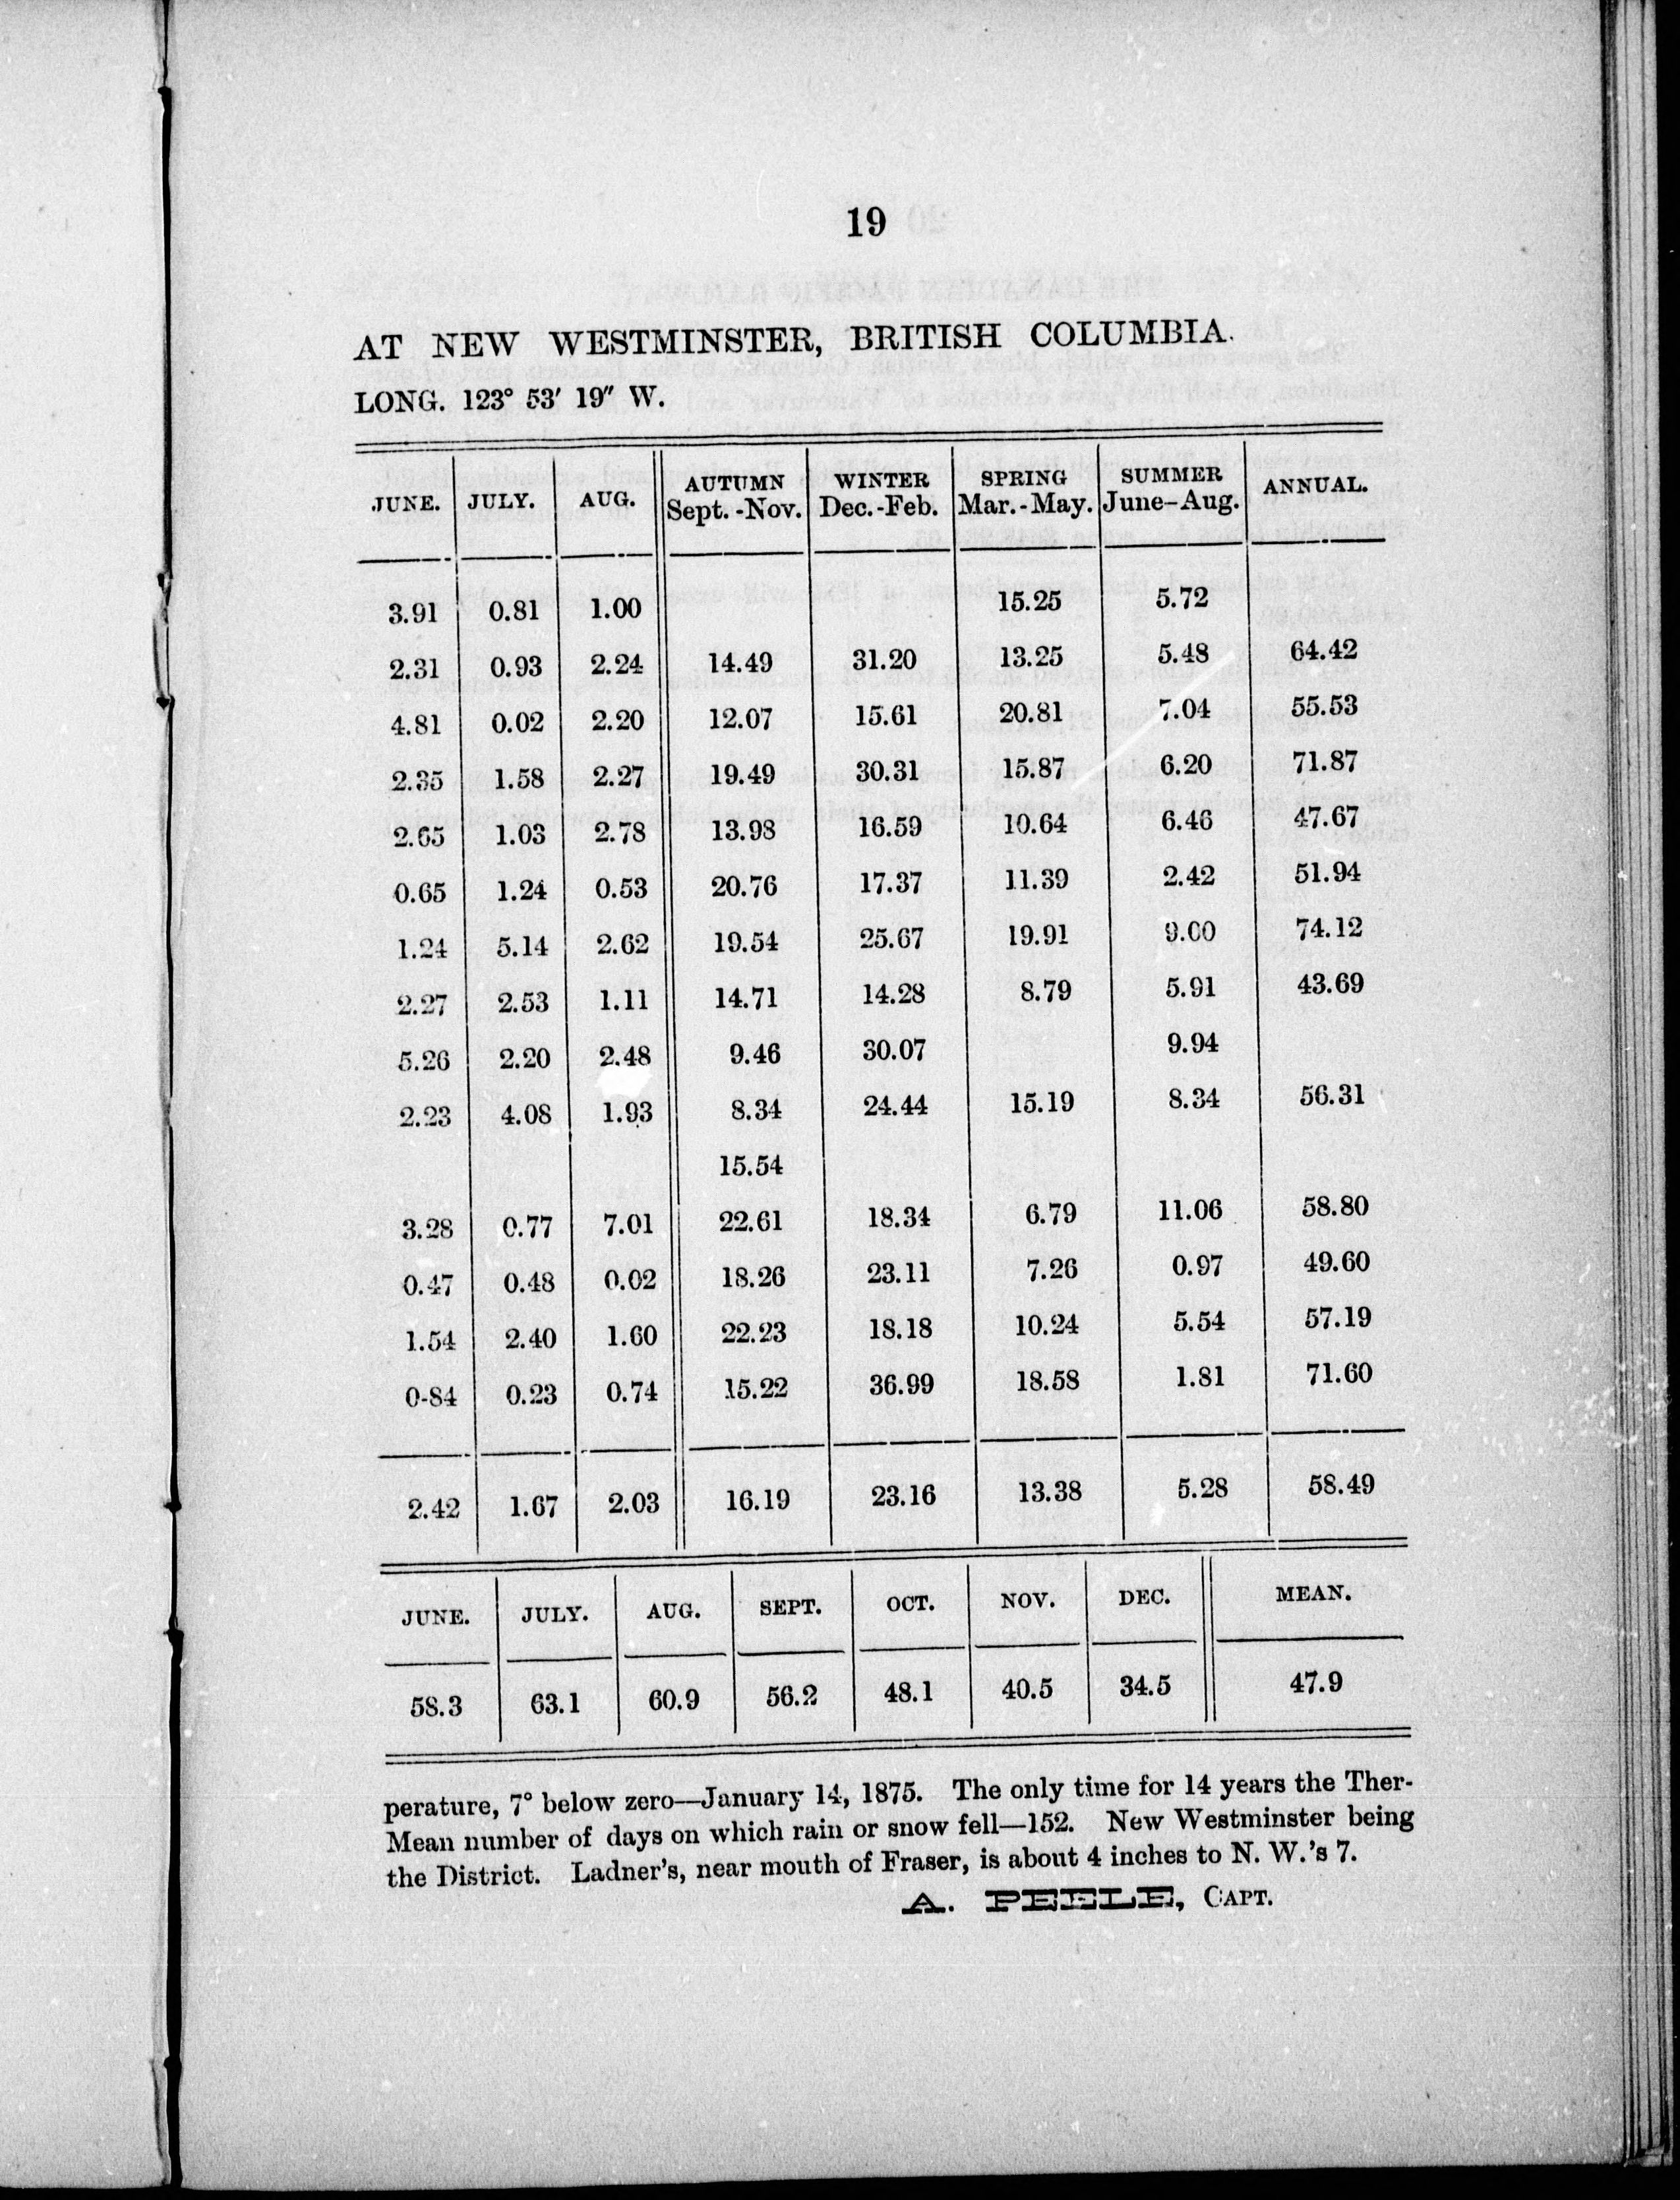 19
AT NEW WESTMINSTER, BRITISH COLUMBIA.
LONG. 123° 53′ 19″ W.
JUNE. JULY. AUG. AUTUMN Sept.-Nov. WINTER Dec.-Feb. SPRING Mar.-May. SUMMER June-Aug. ANNUAL.
3.91 0.81 1.00 15.25 5.72
2.31 0.93 2.24 14.49 31.20 13.25 5.48 64.42
4.81 0.02 2.20 12.07 15.61 20.81 7.04 55.53
2.35 1.58 2.27 19.49 30.31 15.87 6.20 71.87
2.65 1.03 2.78 13.98 16.59 10.64 6.46 47.67
0.65 1.24 0.53 20.76 17.37 11.39 2.42 51.94
1.24 5.14 2.62 19.54 25.67 19.91 9.00 74.12
2.27 2.53 1.11 14.71 14.28 8.79 5.91 43.69
5.26 2.20 2.48 9.46 30.07 9.94
2.23 4.08 1.93 8.34 24.44 15.19 8.34 56.31
15.54
3.28 0.77 7.01 22.61 18.34 6.79 11.06 58.80
0.47 0.48 0.02 18.26 23.11 7.26 0.97 49.60
1.54 2.40 1.60 22.23 18.18 10.24 5.54 57.19
0-84 0.23 0.74 15.22 36.99 18.58 1.81 71.60
2.42 1.67 2.03 16.19 23.16 13.38 5.28 58.49
JUNE. JULY. AUG. SEPT. OCT. NOV. DEC. MEAN.
58.3 63.1 60.9 56.2 48.1 40.5 34.5 47.9
perature, 7° below zero—January 14, 1875. The only time for 14 years the Ther-
Mean number of days on which rain or snow fell—152. New Westminster being
the District. Ladner's, near mouth of Fraser, is about 4 inches to N. W.'s 7.
A. PEELE, CAPT.